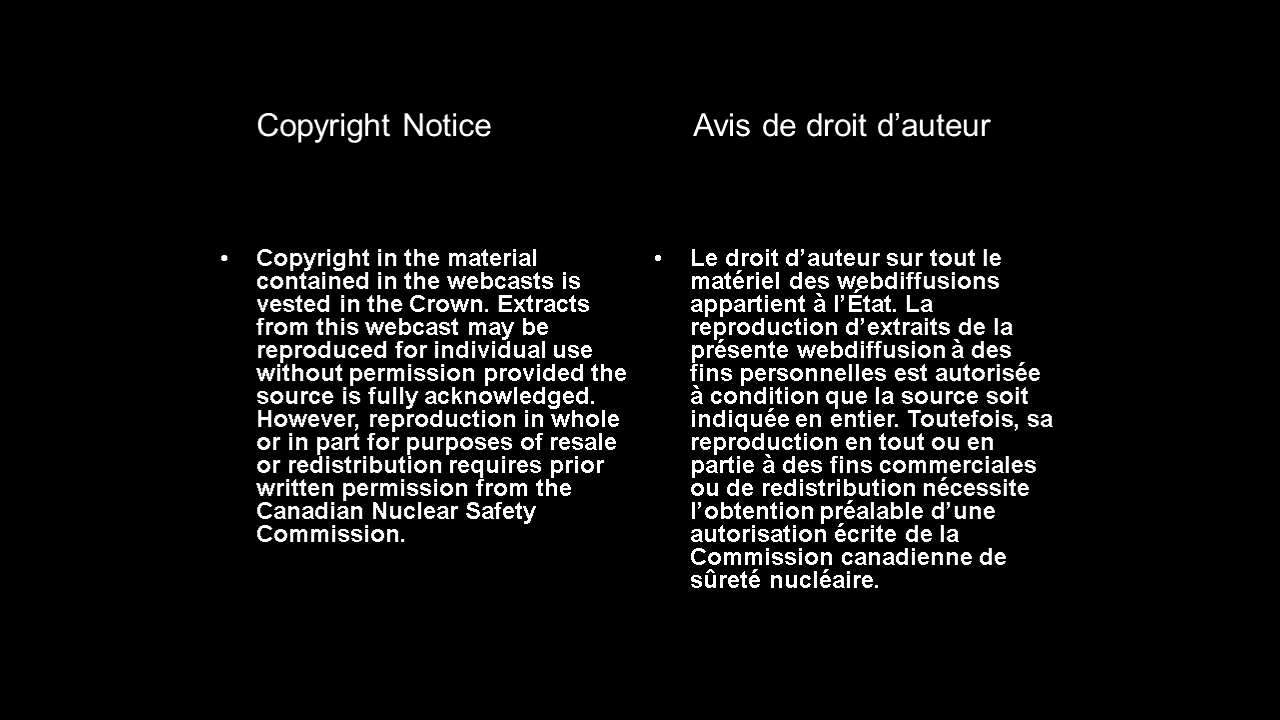 Copyright Notice
Avis de droit d’auteur
• Copyright in the material
contained in the webcasts is
vested in the Crown. Extracts
from this webcast may be
reproduced for individual use
without permission provided the
source is fully acknowledged.
However, reproduction in whole
or in part for purposes of resale
or redistribution requires prior
written permission from the
Canadian Nuclear Safety
Commission.
• Le droit d’auteur sur tout le
matériel des webdiffusions
appartient à l’État. La
reproduction d’extraits de la
présente webdiffusion à des
fins personnelles est autorisée
à condition que la source soit
indiquée en entier. Toutefois, sa
reproduction en tout ou en
partie à des fins commerciales
ou de redistribution nécessite
l’obtention préalable d’une
autorisation écrite de la
Commission canadienne de
sûreté nucléaire.